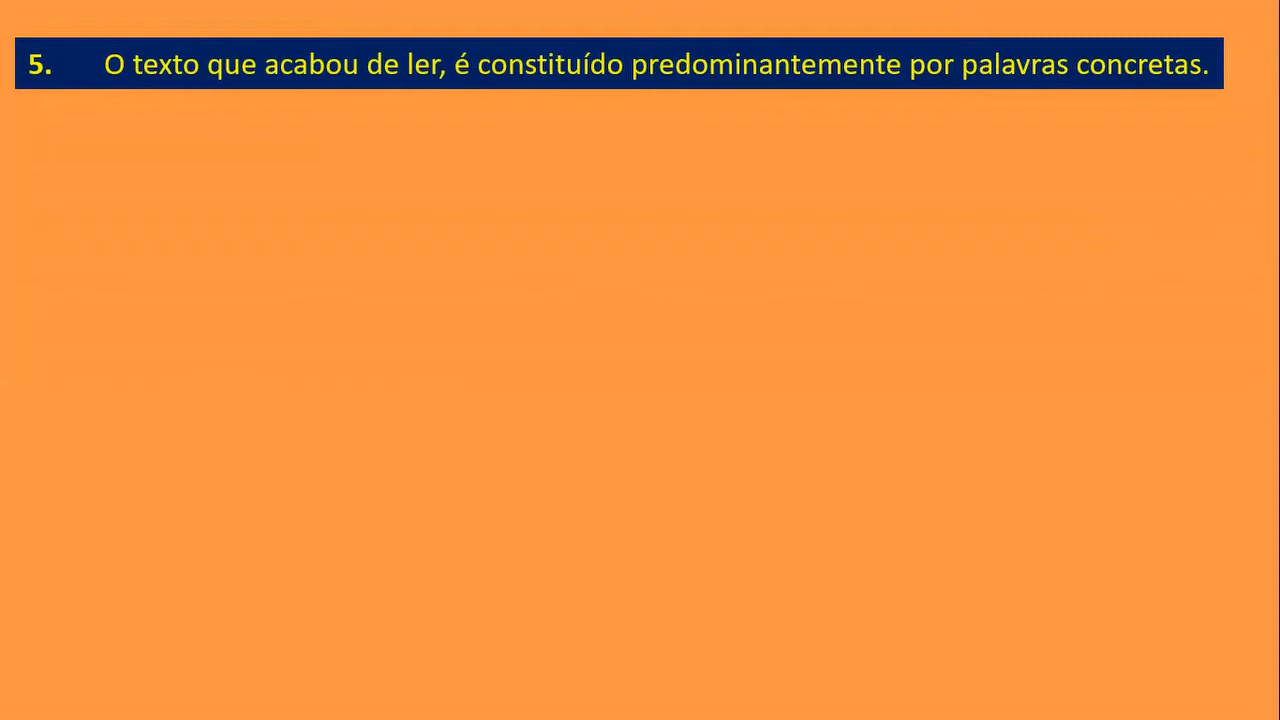 5. O texto que acabou de ler, é constituído predominantemente por palavras concretas.